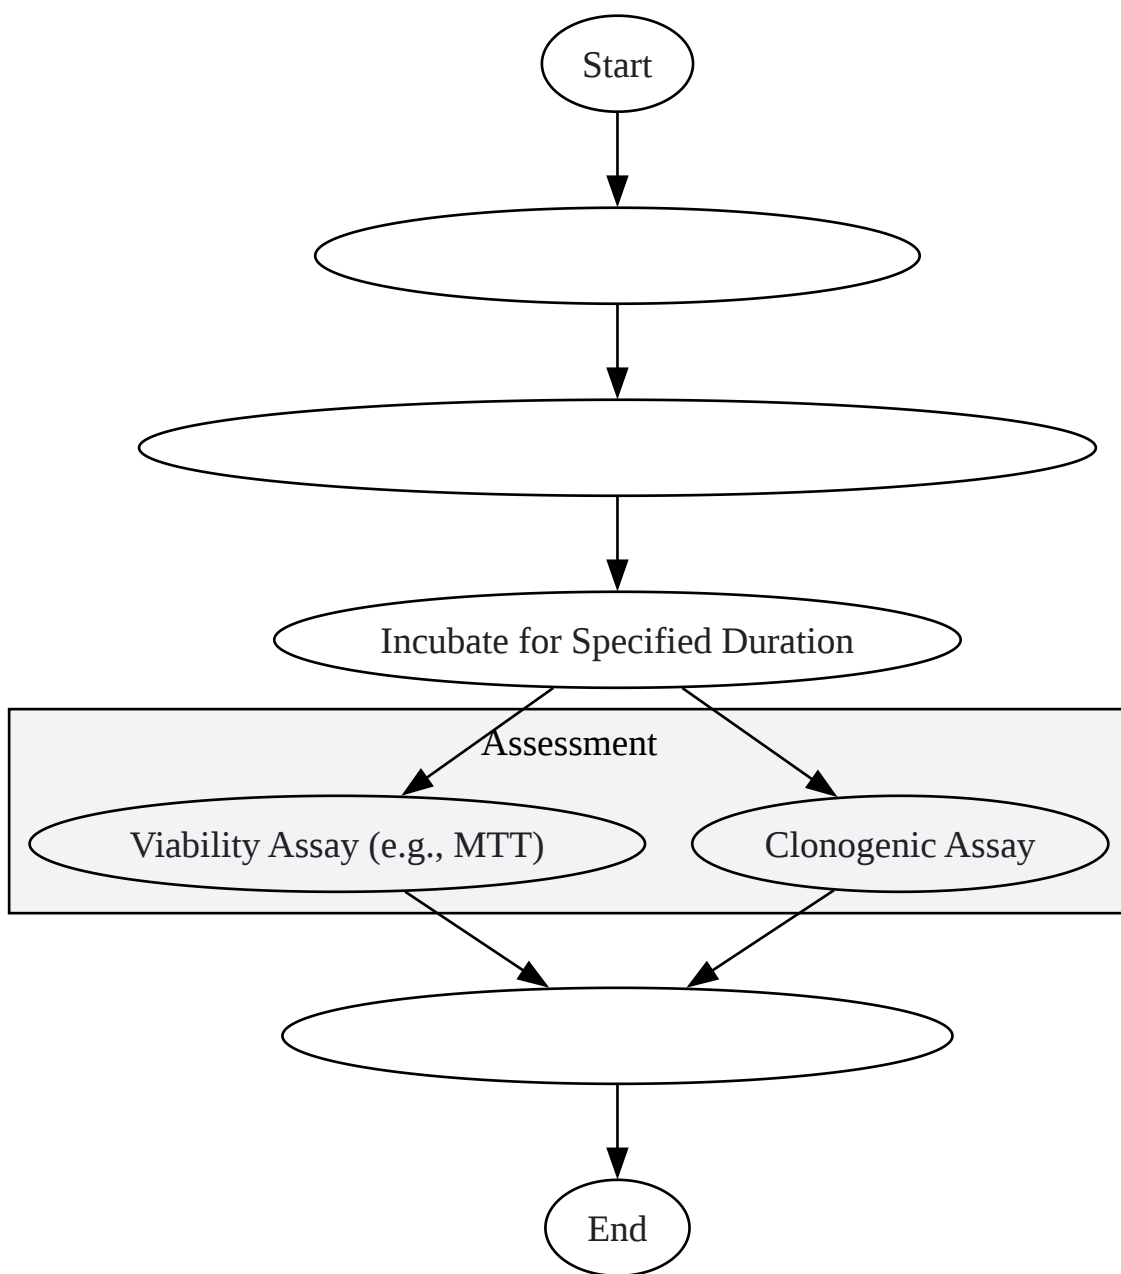 Start
Incubate for Specified Duration
Assessment
Viability Assay (e.g., MTT)
Clonogenic Assay
End